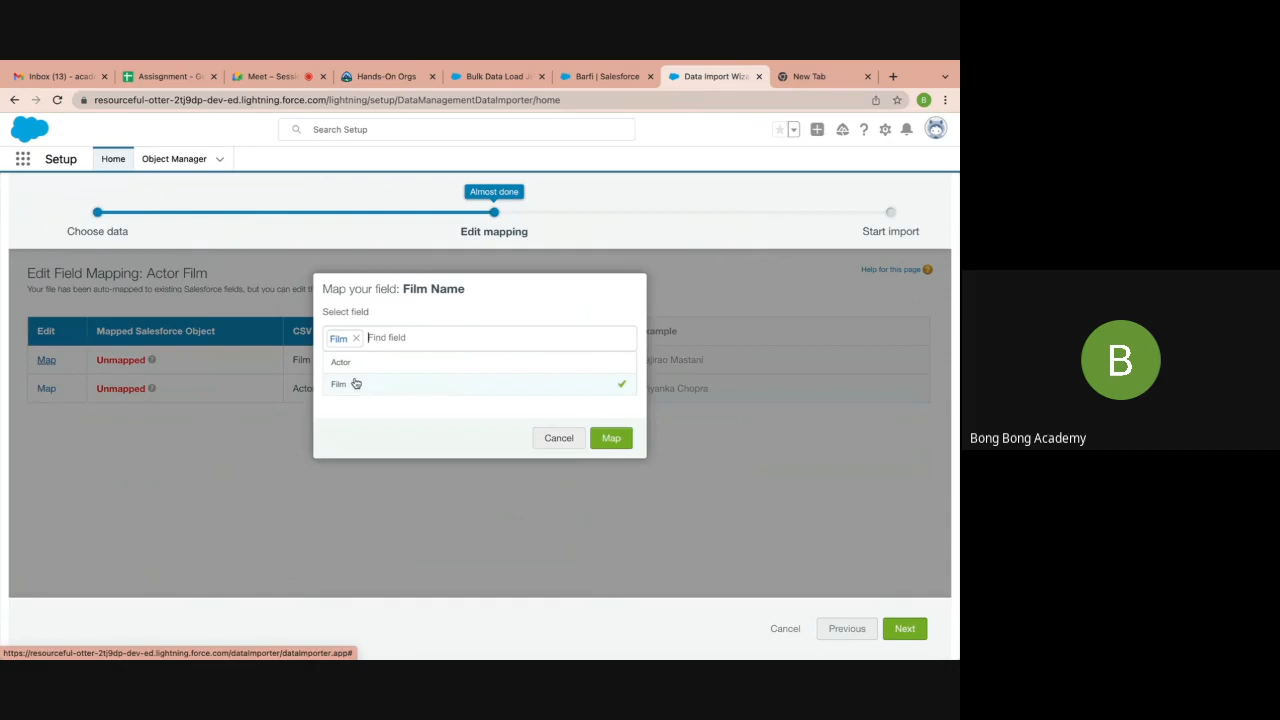 Inbox (13) - acade
Assisgnment - G
Meet – Sessi
Hands-On Orgs
Bulk Data Load J
Barfi | Salesforce
Data Import Wiza
New Tab
resourceful-otter-2tj9dp-dev-ed.lightning.force.com/lightning/setup/DataManagementDataImporter/home
B
Search Setup
Setup
Home
Object Manager
Almost done
Choose data
Edit mapping
Start import
Edit Field Mapping: Actor Film
Help for this page
Your file has been auto-mapped to existing Salesforce fields, but you can edit t
Edit
Mapped Salesforce Object
CSV
xample
Map
Unmapped
Film
ajirao Mastani
Map
Unmapped
Acto
iyanka Chopra
Map your field: Film Name
Select field
Film
Find field
Actor
Film
Cancel
Map
Cancel
Previous
Next
https://resourceful-otter-2tj9dp-dev-ed.lightning.force.com/dataImporter/dataImporter.app#
B
Bong Bong Academy